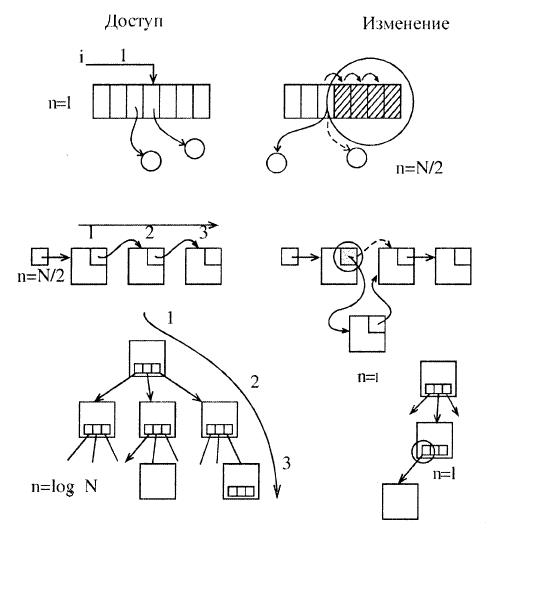 Доступ
Изменение
i
1
n=1
n=N/2
1
2
3
n=N/2
n=1
1
2
3
n=log N
n=1